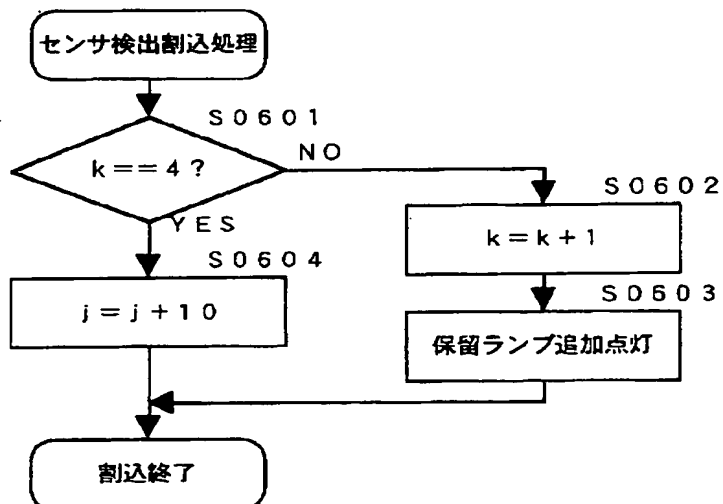 センサ検出割込処理
S0601
k==4?
NO
YES
S0602
k=k+1
S0604
j=j+10
S0603
保留ランプ追加点灯
割込終了